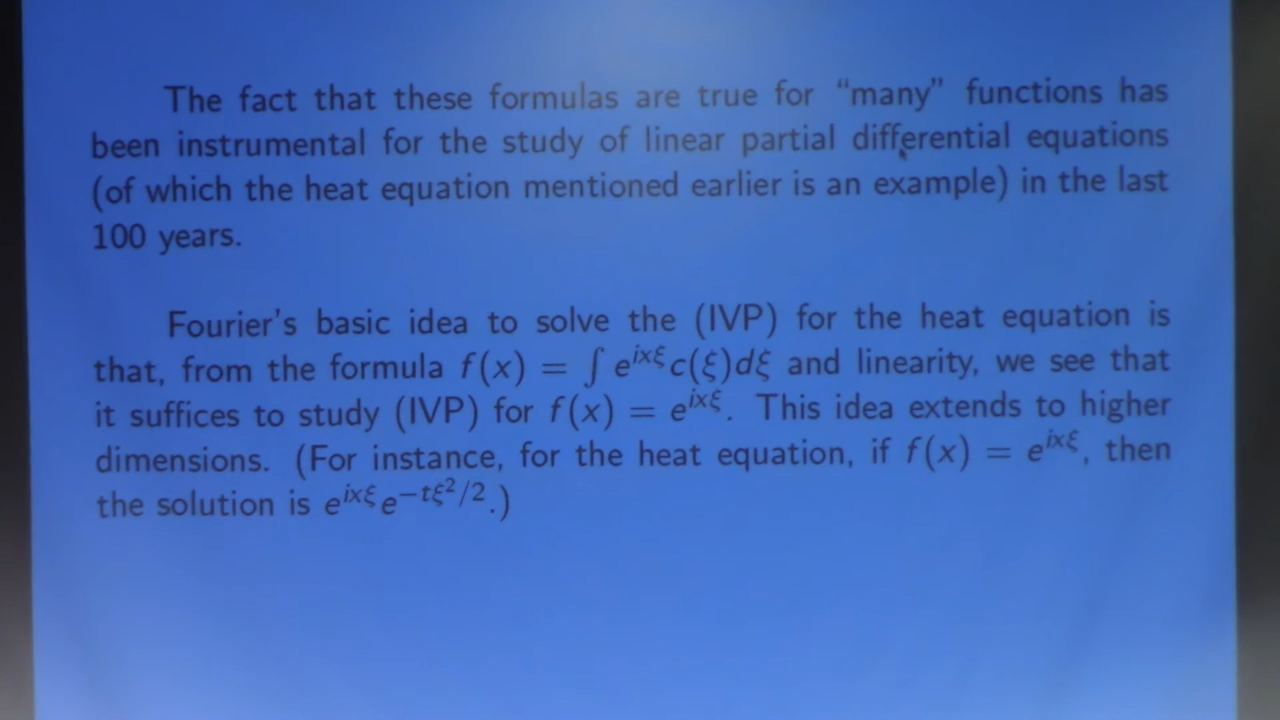 The fact that these formulas are true for “many” functions has
been instrumental for the study of linear partial differential equations
(of which the heat equation mentioned earlier is an example) in the last
100 years.
Fourier's basic idea to solve the (IVP) for the heat equation is
that, from the formula f(x) = ∫ e^{ixξ}c(ξ)dξ and linearity, we see that
it suffices to study (IVP) for f(x) = e^{ixξ}. This idea extends to higher
dimensions. (For instance, for the heat equation, if f(x) = e^{ixξ}, then
the solution is e^{ixξ}e^{−tξ²/2}.)